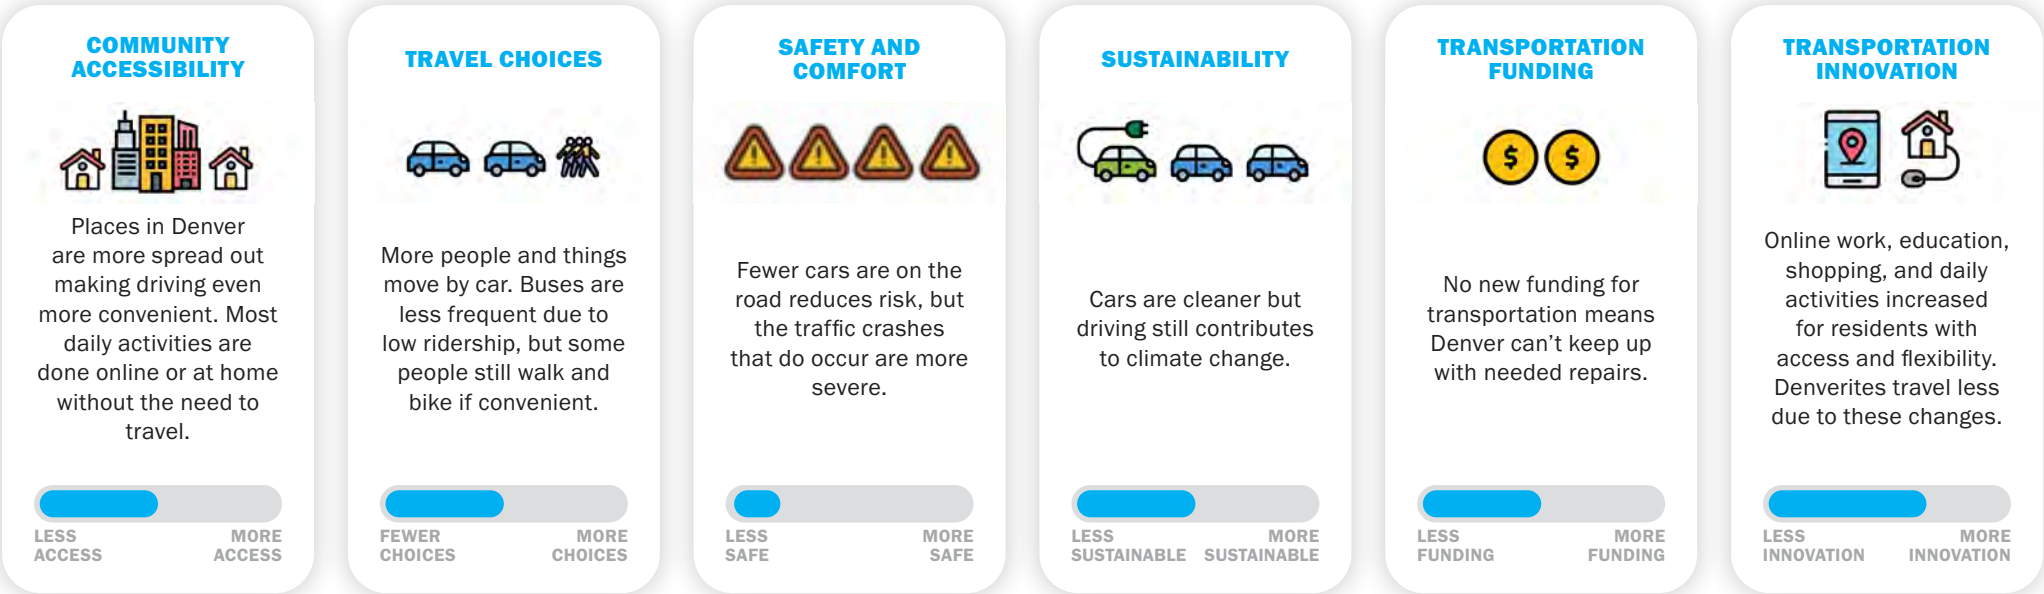 COMMUNITY
ACCESSIBILITY
Places in Denver
are more spread out
making driving even
more convenient. Most
daily activities are
done online or at home
without the need to
travel.
LESS
ACCESS
MORE
ACCESS
TRAVEL CHOICES
More people and things
move by car. Buses are
less frequent due to
low ridership, but some
people still walk and
bike if convenient.
FEWER
CHOICES
MORE
CHOICES
SAFETY AND
COMFORT
Fewer cars are on the
road reduces risk, but
the traffic crashes
that do occur are more
severe.
LESS
SAFE
MORE
SAFE
SUSTAINABILITY
Cars are cleaner but
driving still contributes
to climate change.
LESS
SUSTAINABLE
MORE
SUSTAINABLE
TRANSPORTATION
FUNDING
$ $
No new funding for
transportation means
Denver can’t keep up
with needed repairs.
LESS
FUNDING
MORE
FUNDING
TRANSPORTATION
INNOVATION
Online work, education,
shopping, and daily
activities increased
for residents with
access and flexibility.
Denverites travel less
due to these changes.
LESS
INNOVATION
MORE
INNOVATION